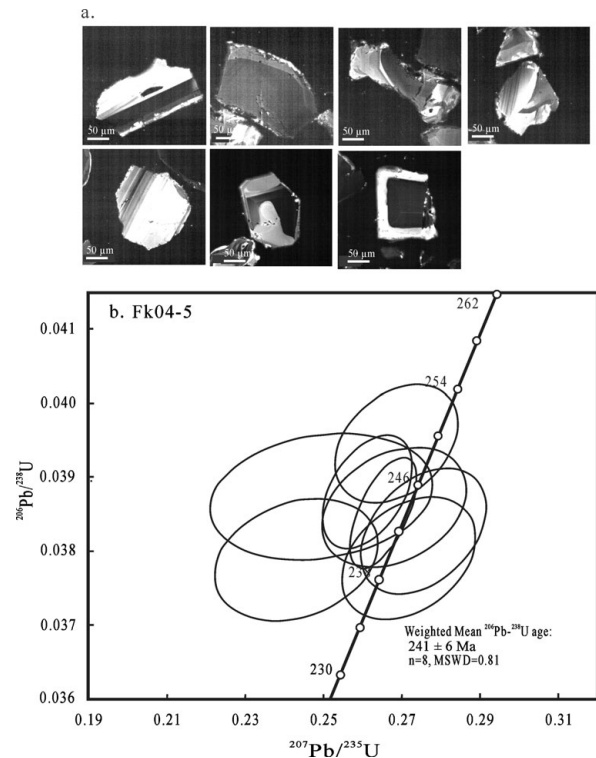 a.
50 μm
50 μm
50 μm
50 μm
50 μm
50 μm
50 μm
b. Fk04-5
0.041
0.040
0.039
0.038
0.037
0.036
²⁰⁶Pb/²³⁸U
262
254
246
230
Weighted Mean ²⁰⁶Pb-²³⁸U age:
241 ± 6 Ma
n=8, MSWD=0.81
0.19
0.21
0.23
0.25
0.27
0.29
0.31
²⁰⁷Pb/²³⁵U